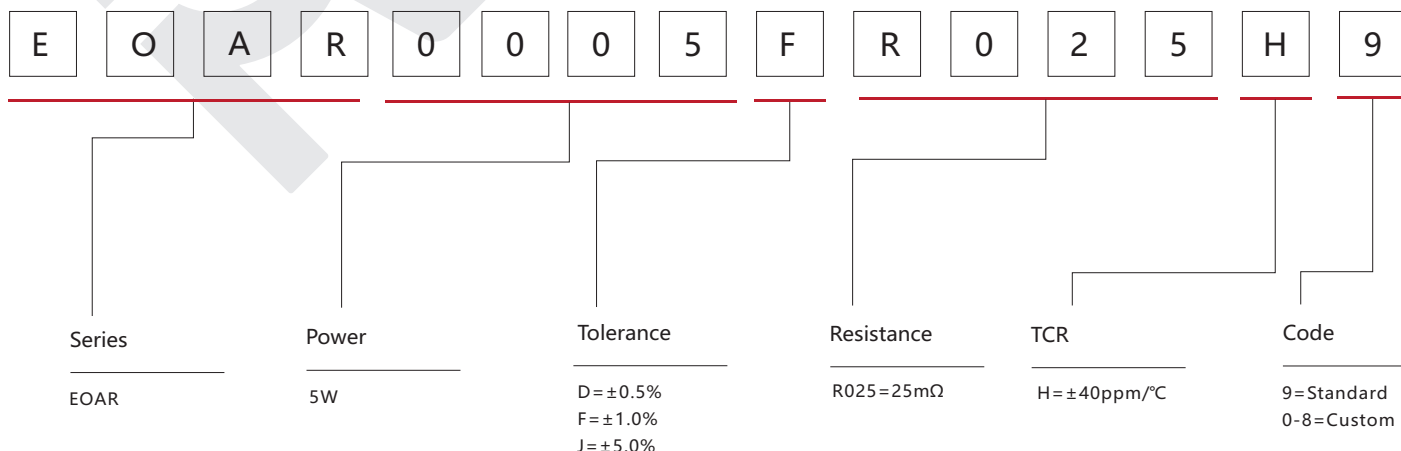 E O A R 0 0 0 5 F R 0 2 5 H 9
Series Power Tolerance Resistance TCR Code
EOAR 5W D=±0.5% R025=25mΩ H=±40ppm/℃ 9=Standard
F=±1.0% 0-8=Custom
J=±5.0%